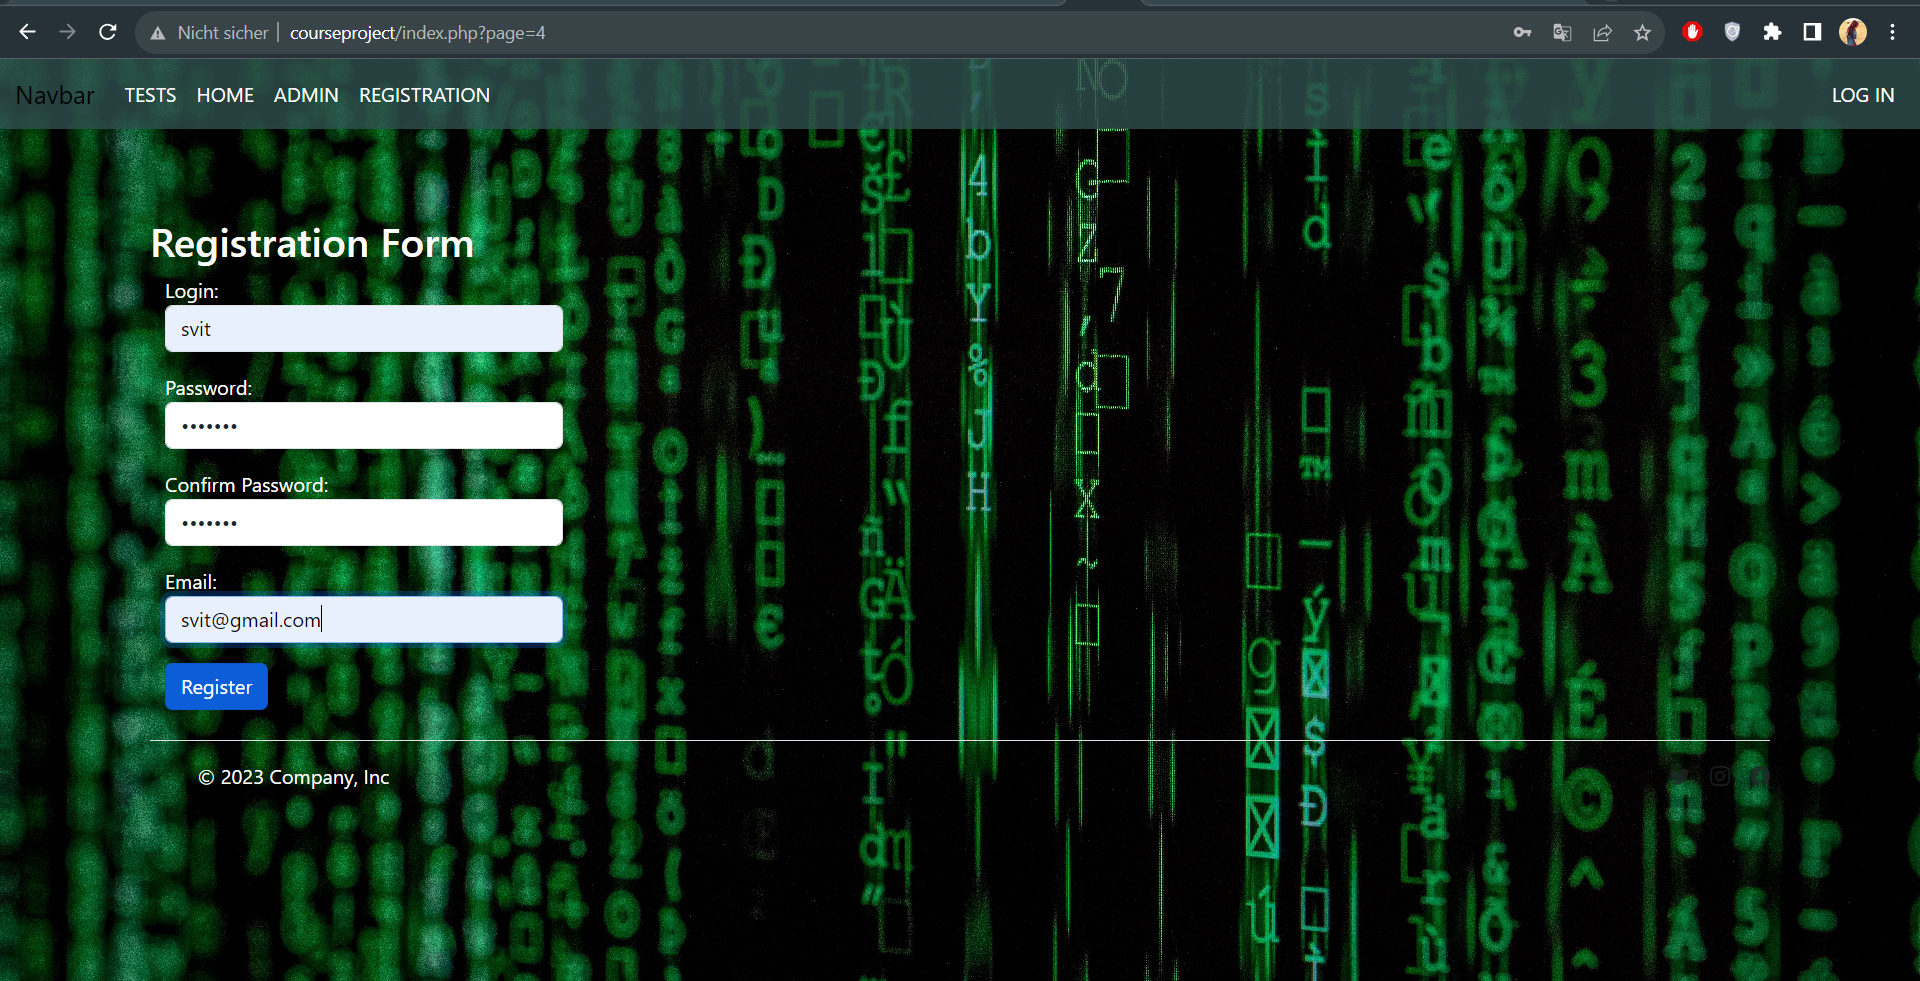 Nicht sicher courseproject/index.php?page=4
Navbar TESTS HOME ADMIN REGISTRATION LOG IN
Registration Form
Login:
svit
Password:
•••••••
Confirm Password:
•••••••
Email:
svit@gmail.com
Register
© 2023 Company, Inc